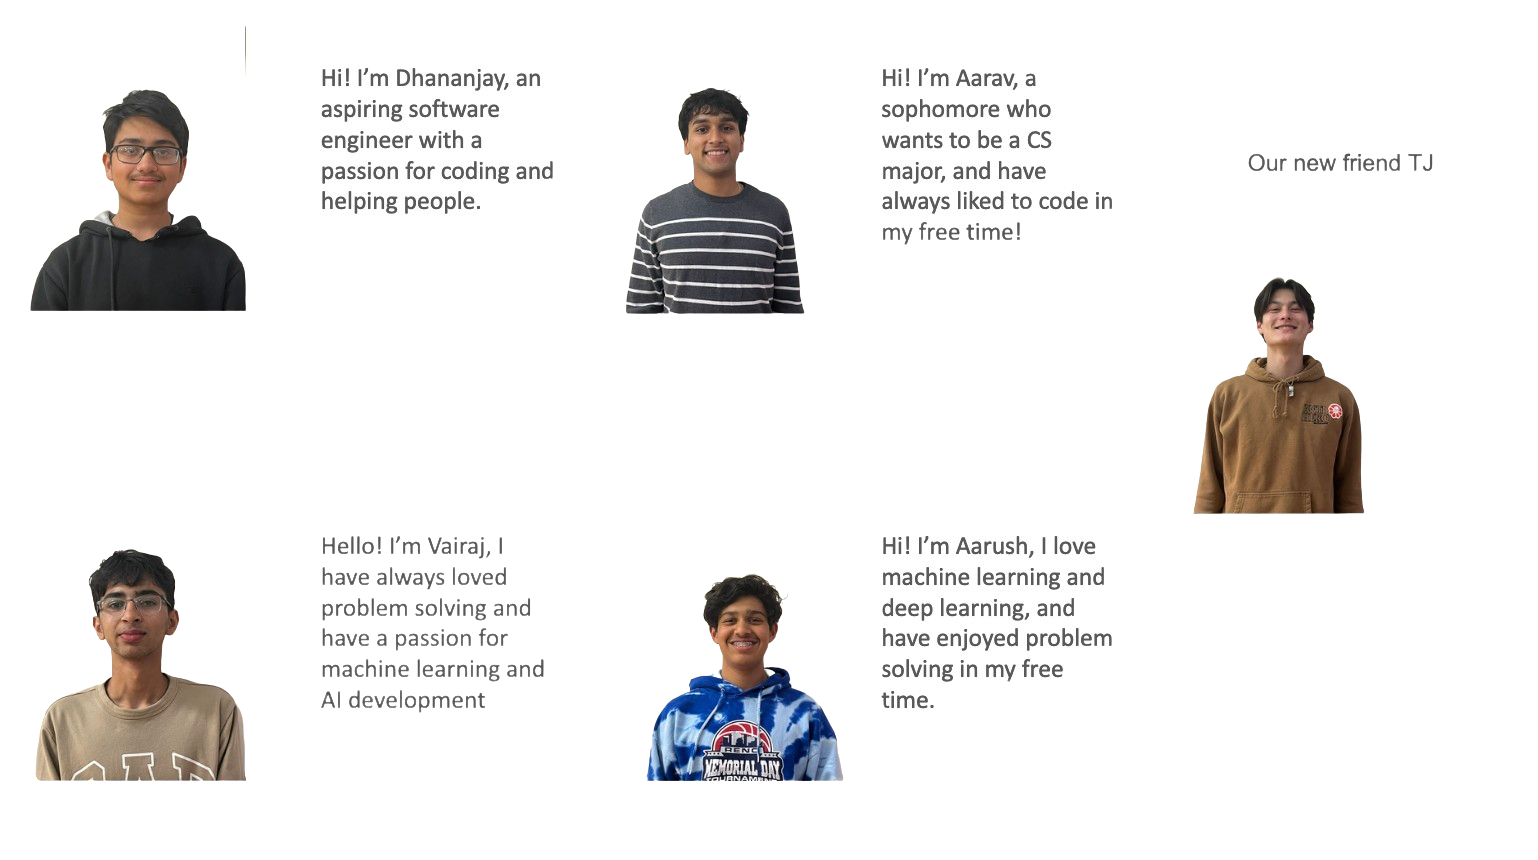 Hi! I’m Dhananjay, an
aspiring software
engineer with a
passion for coding and
helping people.
Hi! I’m Aarav, a
sophomore who
wants to be a CS
major, and have
always liked to code in
my free time!
Our new friend TJ
Hello! I’m Vairaj, I
have always loved
problem solving and
have a passion for
machine learning and
AI development
Hi! I’m Aarush, I love
machine learning and
deep learning, and
have enjoyed problem
solving in my free
time.
GAP
RENO
MEMORIAL DAY
TOURNAMENT